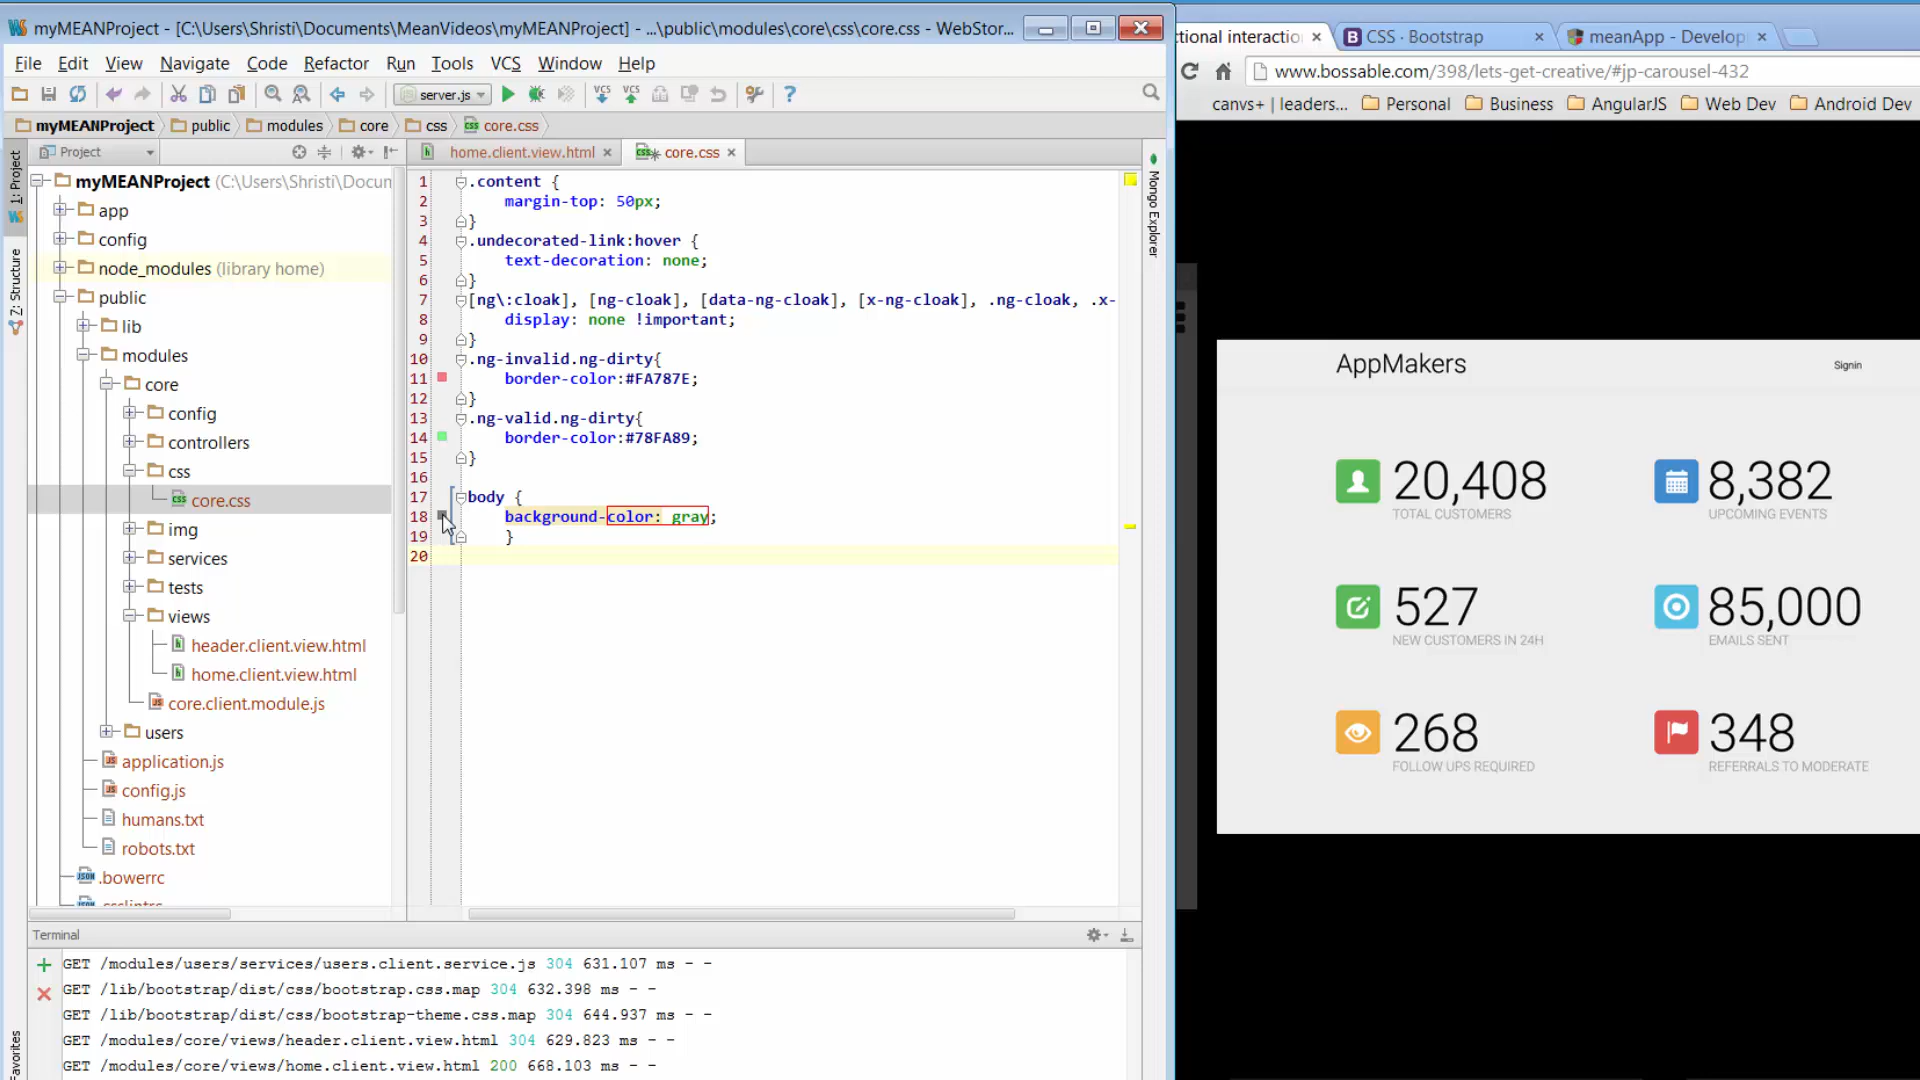 myMEANProject - [C:\Users\Shristi\Documents\MeanVideos\myMEANProject] - ...\public\modules\core\css\core.css - WebStor...
File Edit View Navigate Code Refactor Run Tools VCS Window Help
server.js
myMEANProject public modules core css core.css
Project
home.client.view.html core.css
1: Project
7: Structure
Favorites
myMEANProject (C:\Users\Shristi\Docun
app
config
node_modules (library home)
public
lib
modules
core
config
controllers
css
core.css
img
services
tests
views
header.client.view.html
home.client.view.html
core.client.module.js
users
application.js
config.js
humans.txt
robots.txt
.bowerrc
1 .content {
2 margin-top: 50px;
3 }
4 .undecorated-link:hover {
5 text-decoration: none;
6 }
7 [ng\:cloak], [ng-cloak], [data-ng-cloak], [x-ng-cloak], .ng-cloak, .x-
8 display: none !important;
9 }
10 .ng-invalid.ng-dirty{
11 border-color:#FA787E;
12 }
13 .ng-valid.ng-dirty{
14 border-color:#78FA89;
15 }
16
17 body {
18 background-color: gray;
19 }
20
Mongo Explorer
Terminal
GET /modules/users/services/users.client.service.js 304 631.107 ms - -
GET /lib/bootstrap/dist/css/bootstrap.css.map 304 632.398 ms - -
GET /lib/bootstrap/dist/css/bootstrap-theme.css.map 304 644.937 ms - -
GET /modules/core/views/header.client.view.html 304 629.823 ms - -
GET /modules/core/views/home.client.view.html 200 668.103 ms - -
ctional interactio CSS · Bootstrap meanApp - Develop
www.bossable.com/398/lets-get-creative/#jp-carousel-432
canvs+ | leaders... Personal Business AngularJS Web Dev Android Dev
AppMakers
Signin
20,408
TOTAL CUSTOMERS
8,382
UPCOMING EVENTS
527
NEW CUSTOMERS IN 24H
85,000
EMAILS SENT
268
FOLLOW UPS REQUIRED
348
REFERRALS TO MODERATE